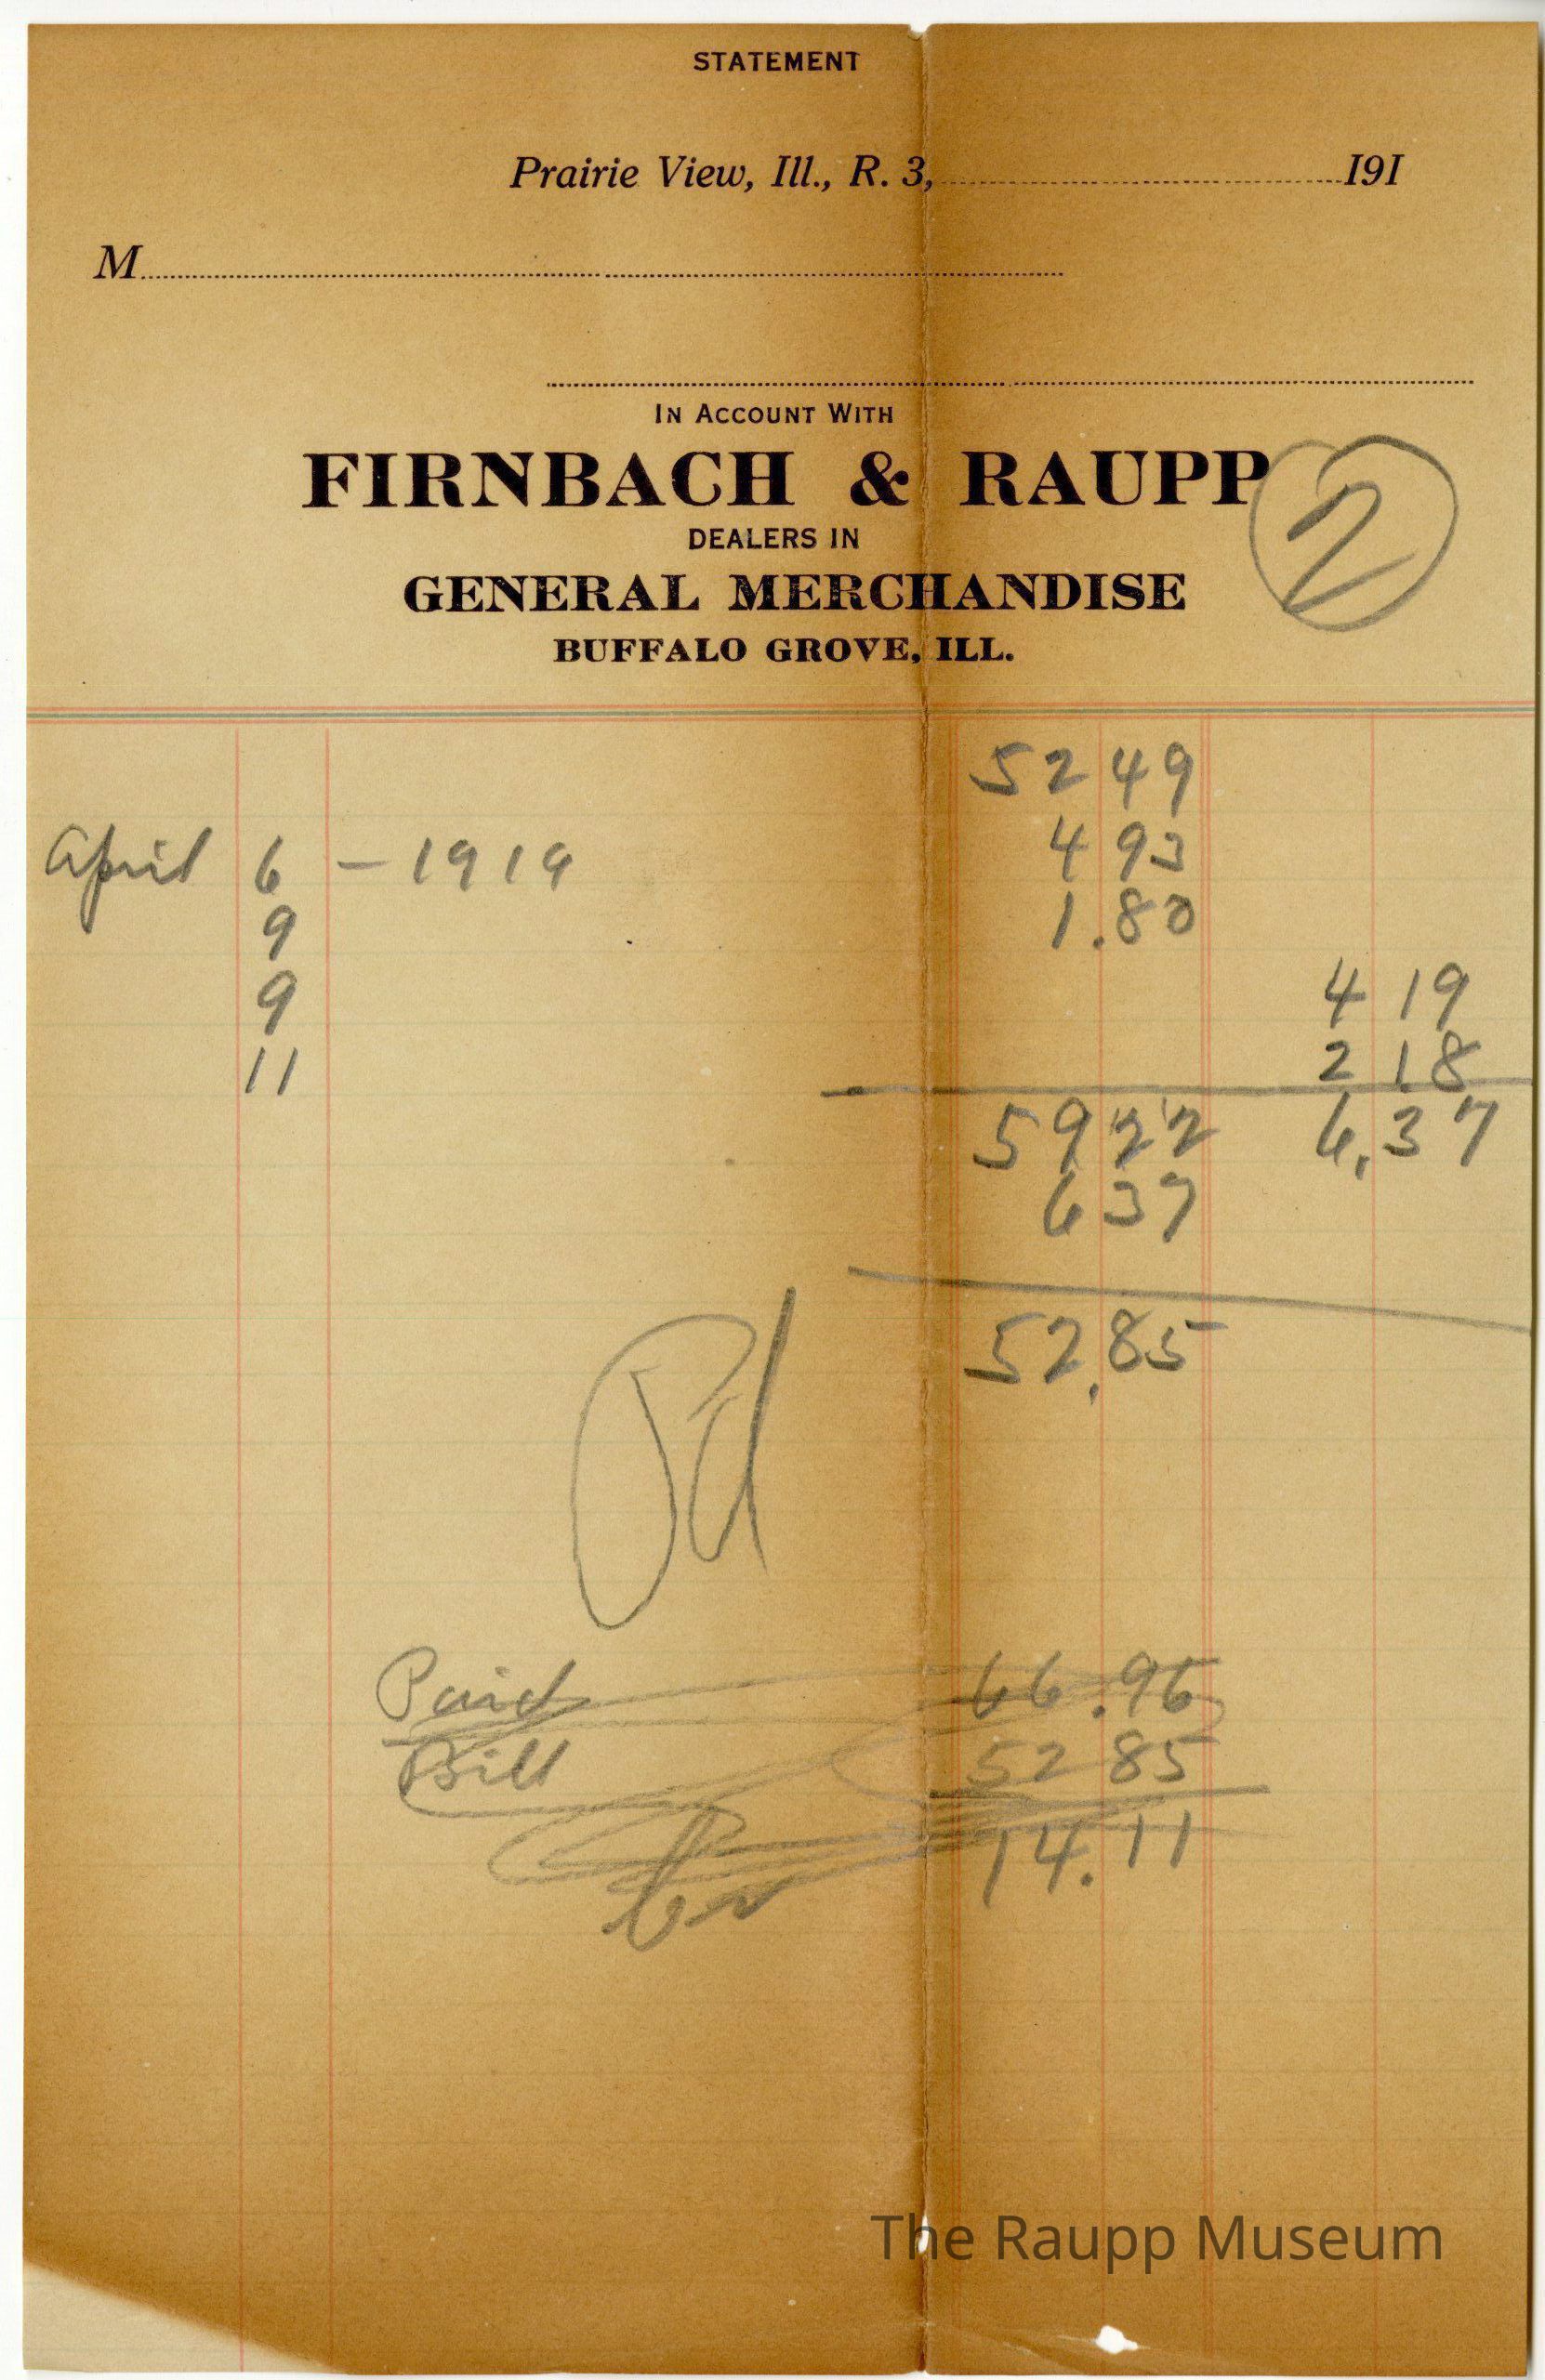 STATEMENT
Prairie View, Ill., R. 3, 191
M
IN ACCOUNT WITH
FIRNBACH & RAUPP
2
DEALERS IN
GENERAL MERCHANDISE
BUFFALO GROVE, ILL.
52 49
April 6 - 1919 4 93
9 1.80
9 4 19
11 2 18
59 22 6.37
6 37
52.85
Pd
Paid 66.96
Bill 52 85
14.11
The Raupp Museum